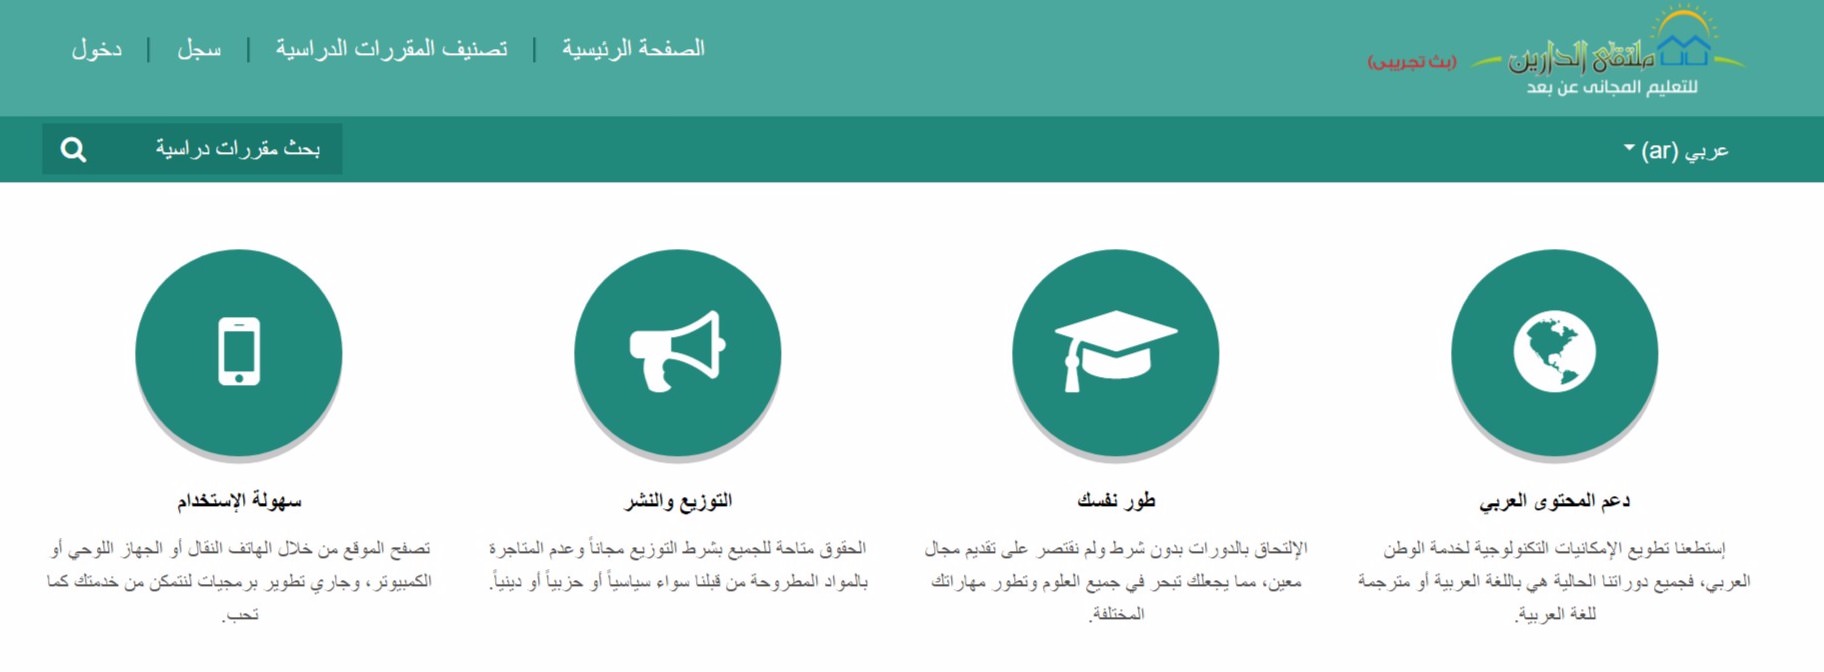 ملتقى الدارين
(بث تجريبى)
للتعليم المجانى عن بعد
الصفحة الرئيسية | تصنيف المقررات الدراسية | سجل | دخول
عربي (ar)
بحث مقررات دراسية
دعم المحتوى العربي
إستطعنا تطويع الإمكانيات التكنولوجية لخدمة الوطن
العربي، فجميع دوراتنا الحالية هي باللغة العربية أو مترجمة
للغة العربية.
طور نفسك
الإلتحاق بالدورات بدون شرط ولم نقتصر على تقديم مجال
معين، مما يجعلك تبحر في جميع العلوم وتطور مهاراتك
المختلفة.
التوزيع والنشر
الحقوق متاحة للجميع بشرط التوزيع مجاناً وعدم المتاجرة
بالمواد المطروحة من قبلنا سواء سياسياً أو حزبياً أو دينياً.
سهولة الإستخدام
تصفح الموقع من خلال الهاتف النقال أو الجهاز اللوحي أو
الكمبيوتر، وجاري تطوير برمجيات لنتمكن من خدمتك كما
تحب.